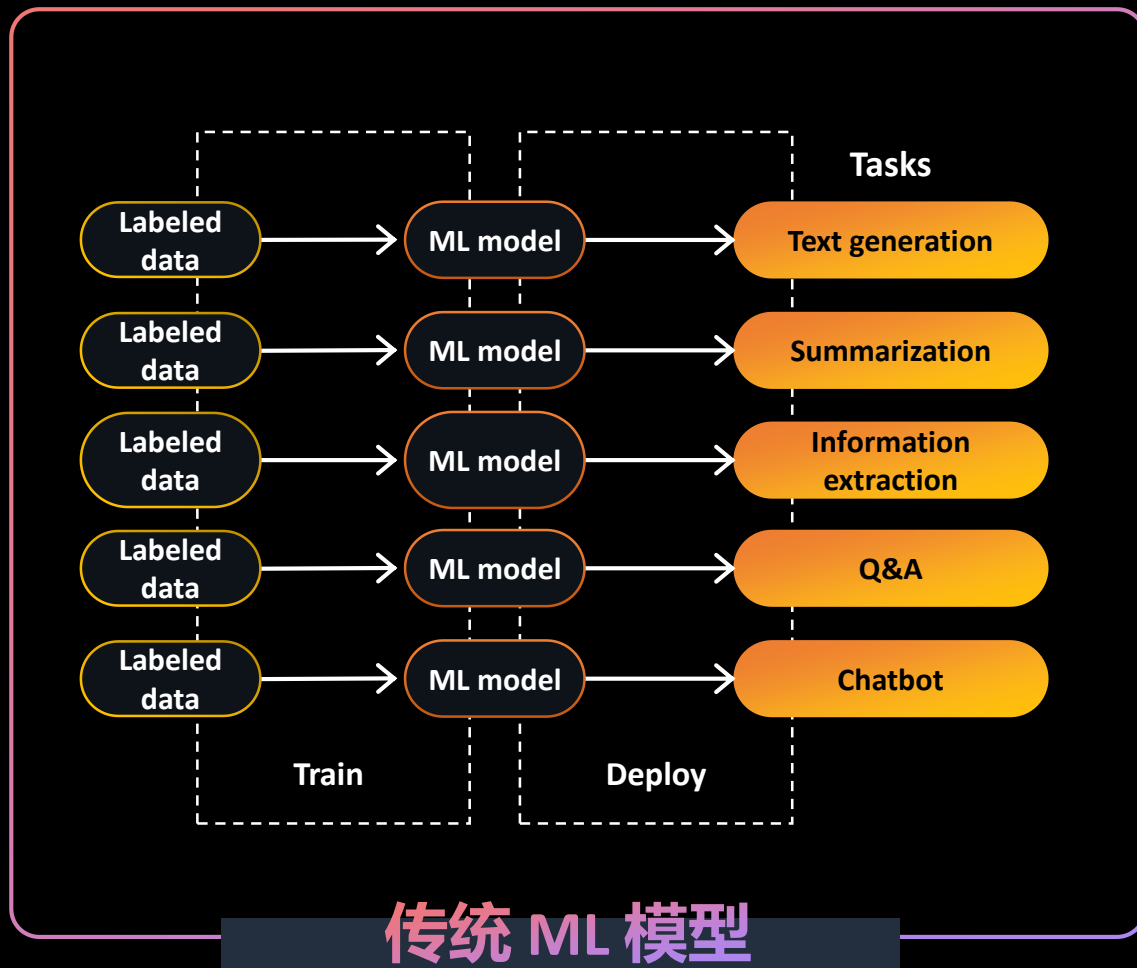 Tasks
Labeled
data
ML model
Text generation
Labeled
data
ML model
Summarization
Labeled
data
ML model
Information
extraction
Labeled
data
ML model
Q&A
Labeled
data
ML model
Chatbot
Train
Deploy
传统 ML 模型